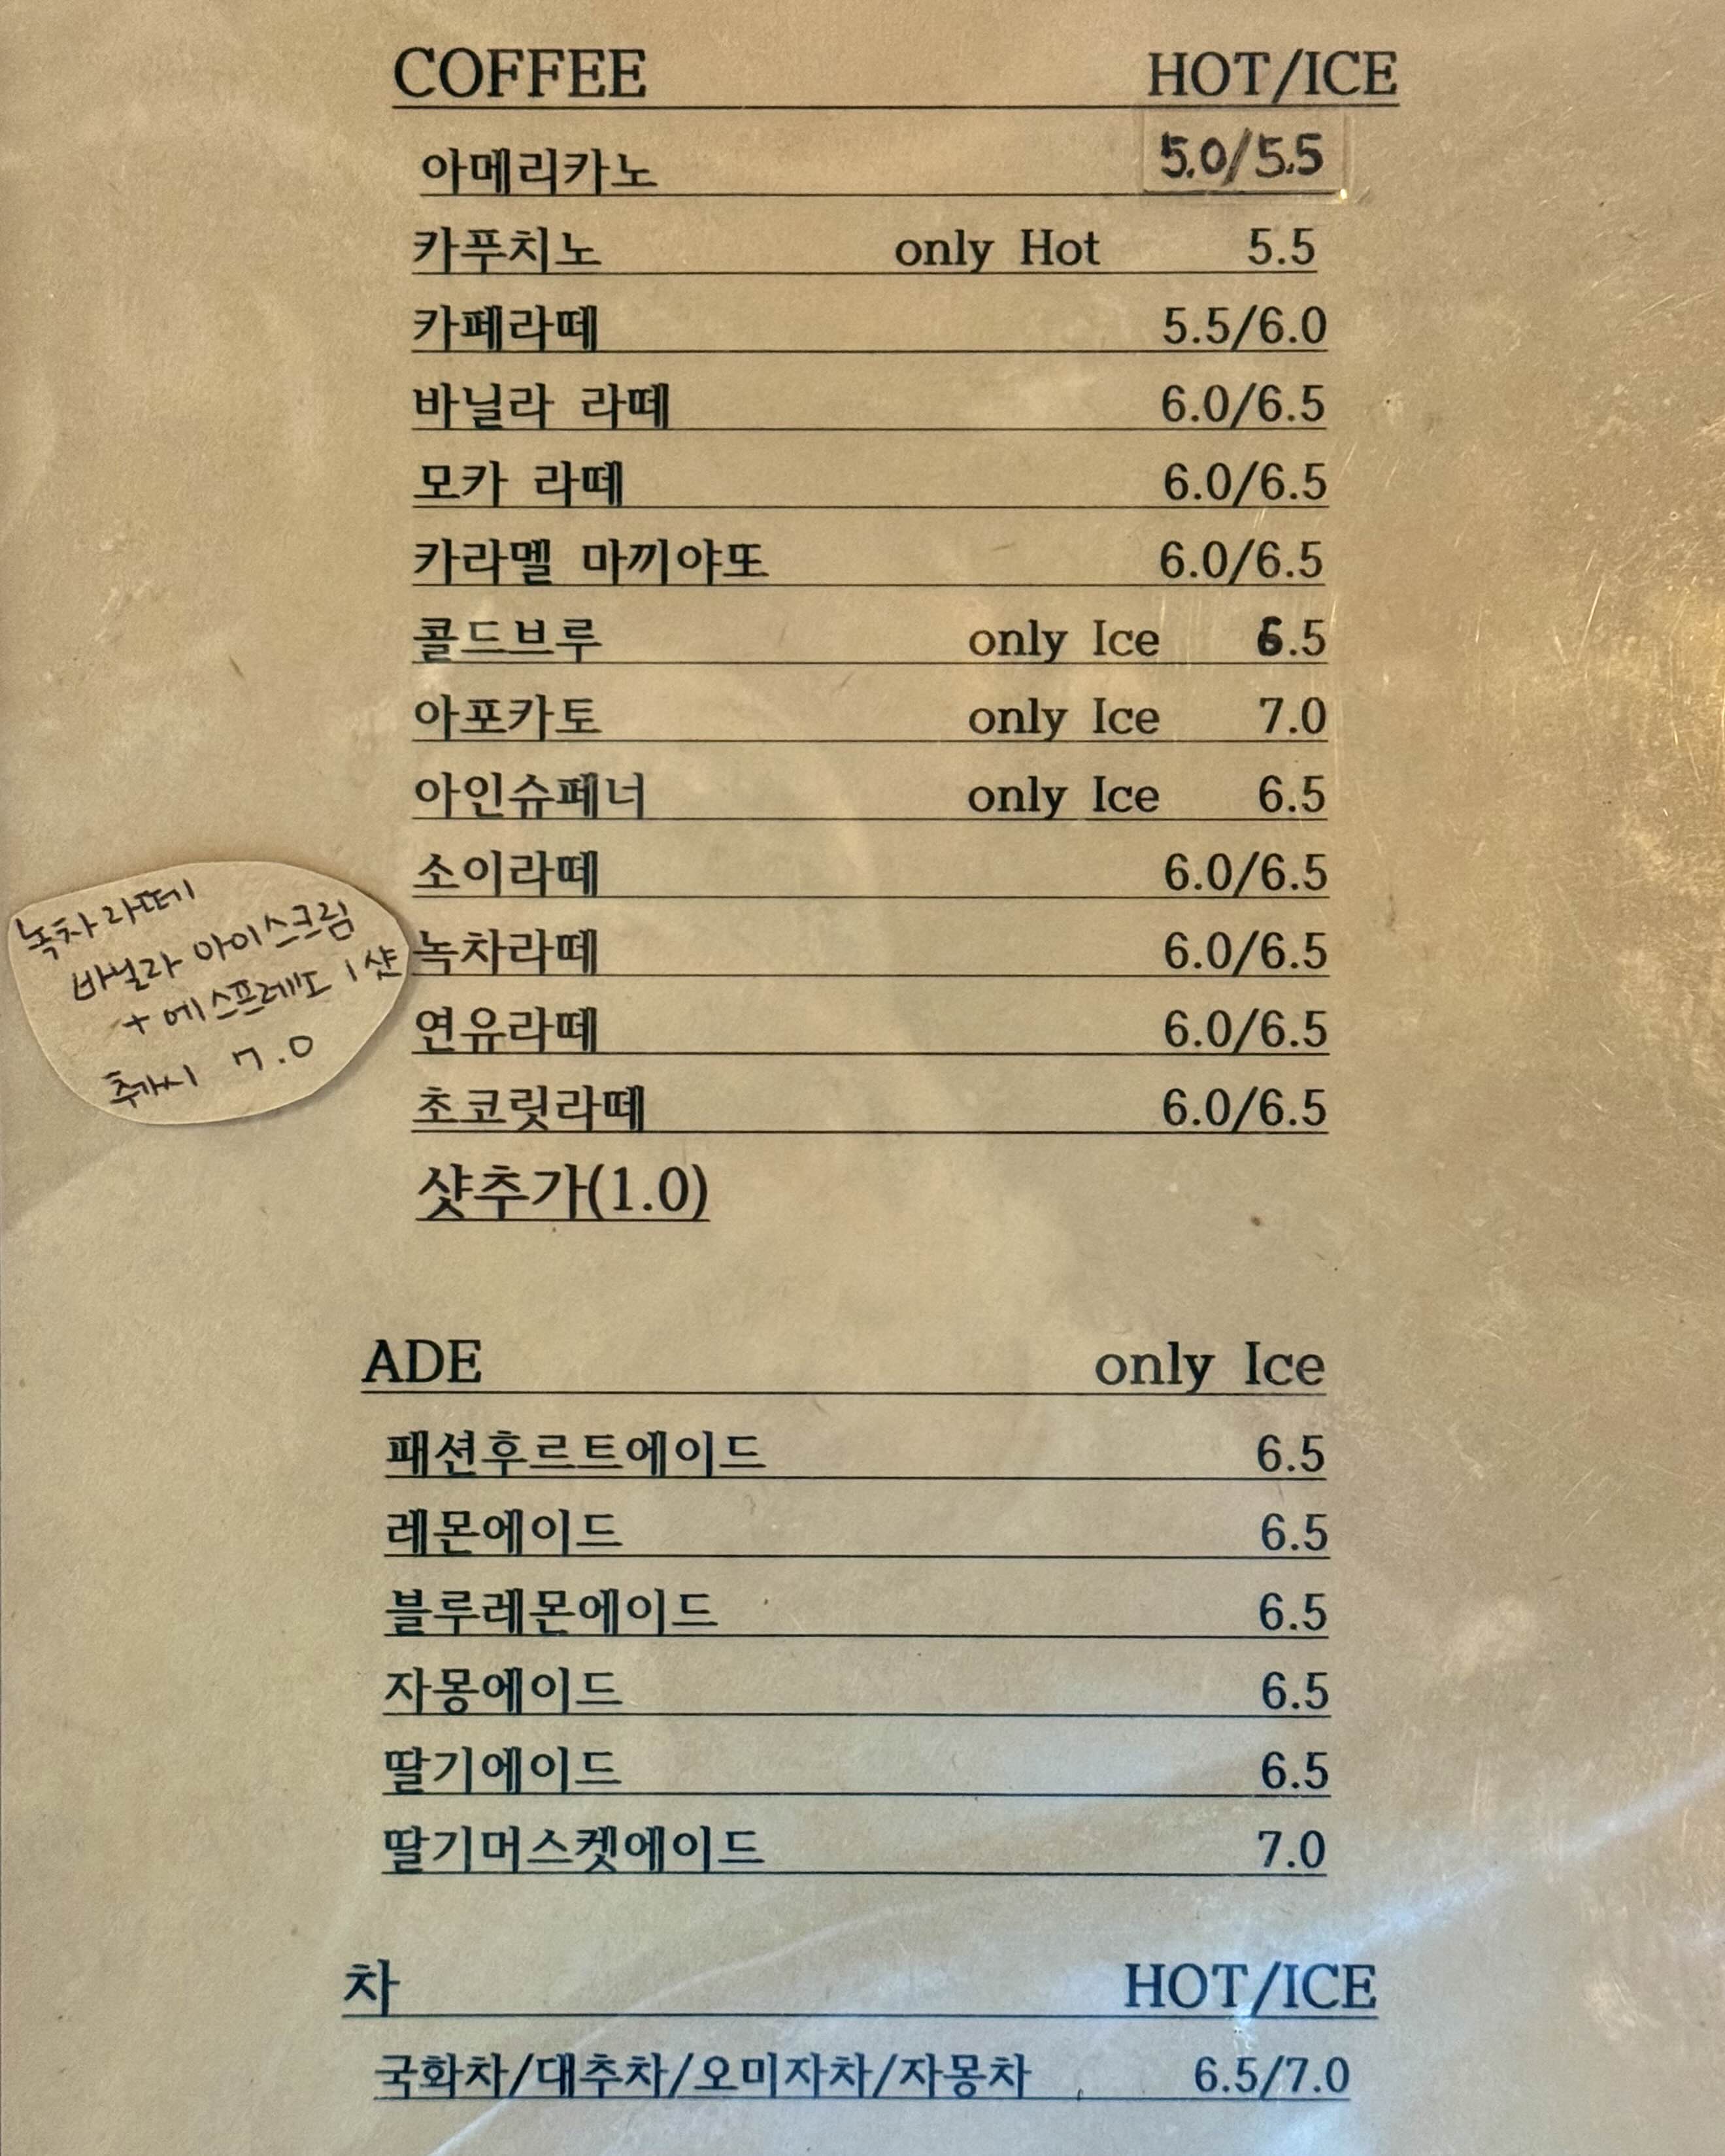 COFFEE HOT/ICE
아메리카노 5.0/5.5
카푸치노 only Hot 5.5
카페라떼 5.5/6.0
바닐라 라떼 6.0/6.5
모카 라떼 6.0/6.5
카라멜 마끼야또 6.0/6.5
콜드브루 only Ice 6.5
아포카토 only Ice 7.0
아인슈페너 only Ice 6.5
소이라떼 6.0/6.5
녹차라떼 6.0/6.5
연유라떼 6.0/6.5
초코릿라떼 6.0/6.5
샷추가(1.0)
녹차라떼
바닐라 아이스크림
+ 에스프레도 1샷
추가시 7.0
ADE only Ice
패션후르트에이드 6.5
레몬에이드 6.5
블루레몬에이드 6.5
자몽에이드 6.5
딸기에이드 6.5
딸기머스켓에이드 7.0
차 HOT/ICE
국화차/대추차/오미자차/자몽차 6.5/7.0